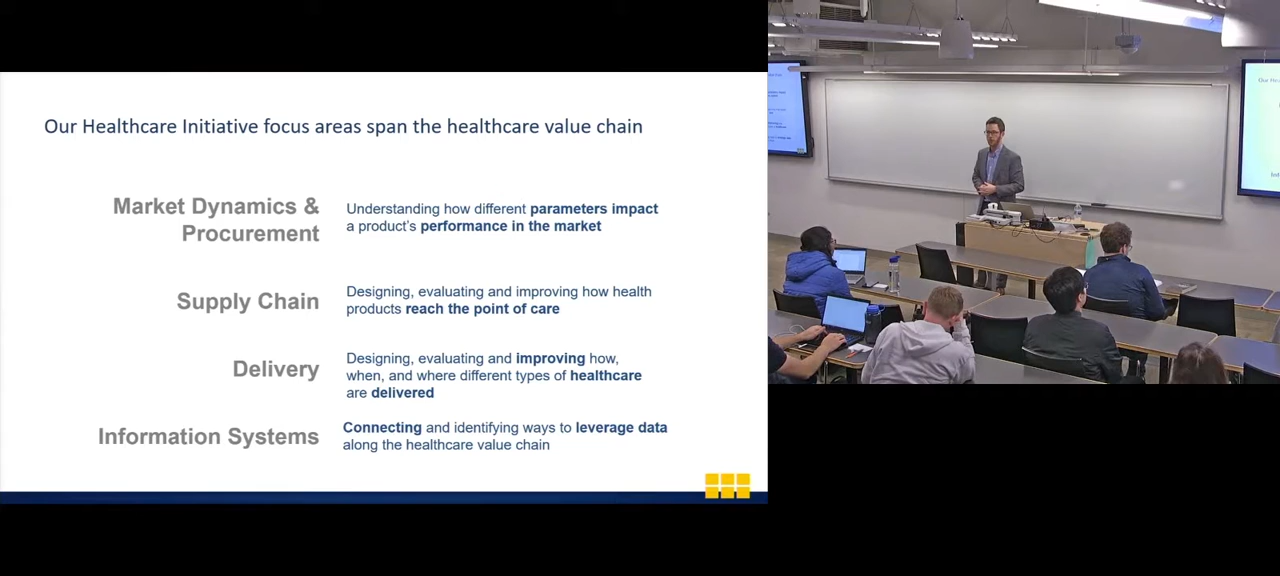 Our Healthcare Initiative focus areas span the healthcare value chain
Market Dynamics &
Procurement
Understanding how different parameters impact
a product's performance in the market
Supply Chain
Designing, evaluating and improving how health
products reach the point of care
Delivery
Designing, evaluating and improving how,
when, and where different types of healthcare
are delivered
Information Systems
Connecting and identifying ways to leverage data
along the healthcare value chain